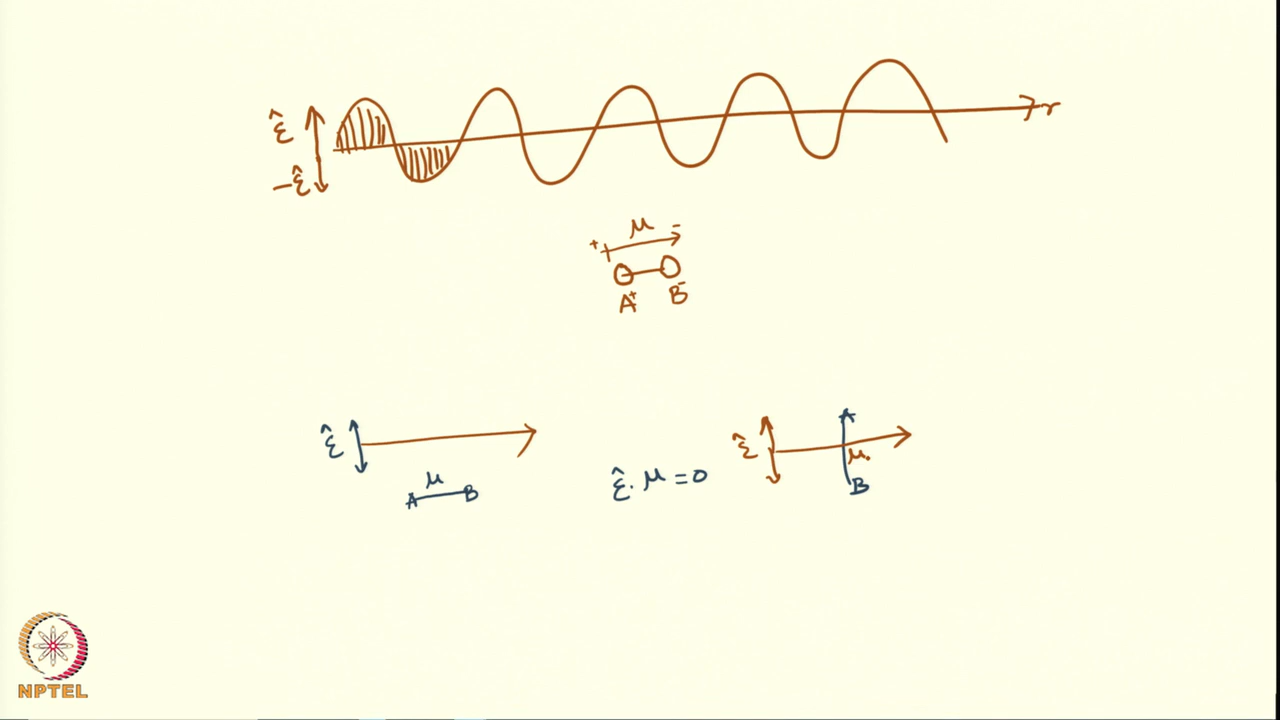 ε̂
r
-ε̂
μ
+ -
A⁺ B⁻
ε̂
μ
A B
ε̂ · μ = 0
ε̂
A
μ
B
NPTEL